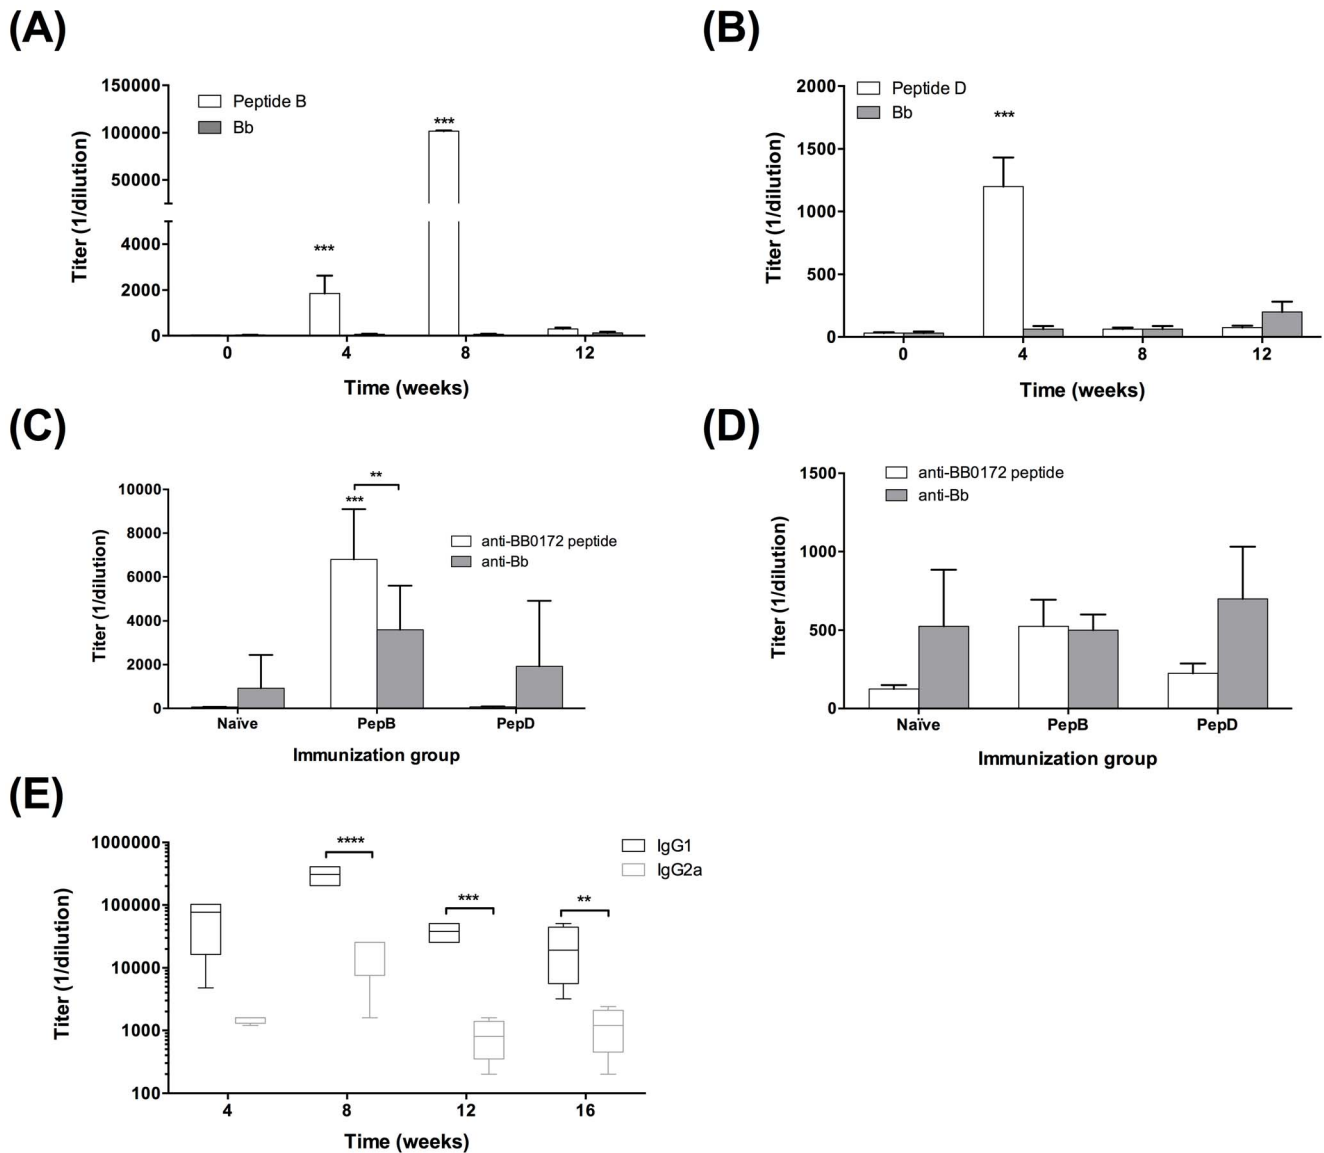 (A)
150000
100000
50000
4000
2000
0
Titer (1/dilution)
Peptide B
Bb
***
***
0 4 8 12
Time (weeks)
(B)
2000
1500
1000
500
0
Titer (1/dilution)
Peptide D
Bb
***
0 4 8 12
Time (weeks)
(C)
10000
8000
6000
4000
2000
0
Titer (1/dilution)
**
***
anti-BB0172 peptide
anti-Bb
Naïve PepB PepD
Immunization group
(D)
1500
1000
500
0
Titer (1/dilution)
anti-BB0172 peptide
anti-Bb
Naïve PepB PepD
Immunization group
(E)
1000000
100000
10000
1000
100
Titer (1/dilution)
****
***
**
IgG1
IgG2a
4 8 12 16
Time (weeks)